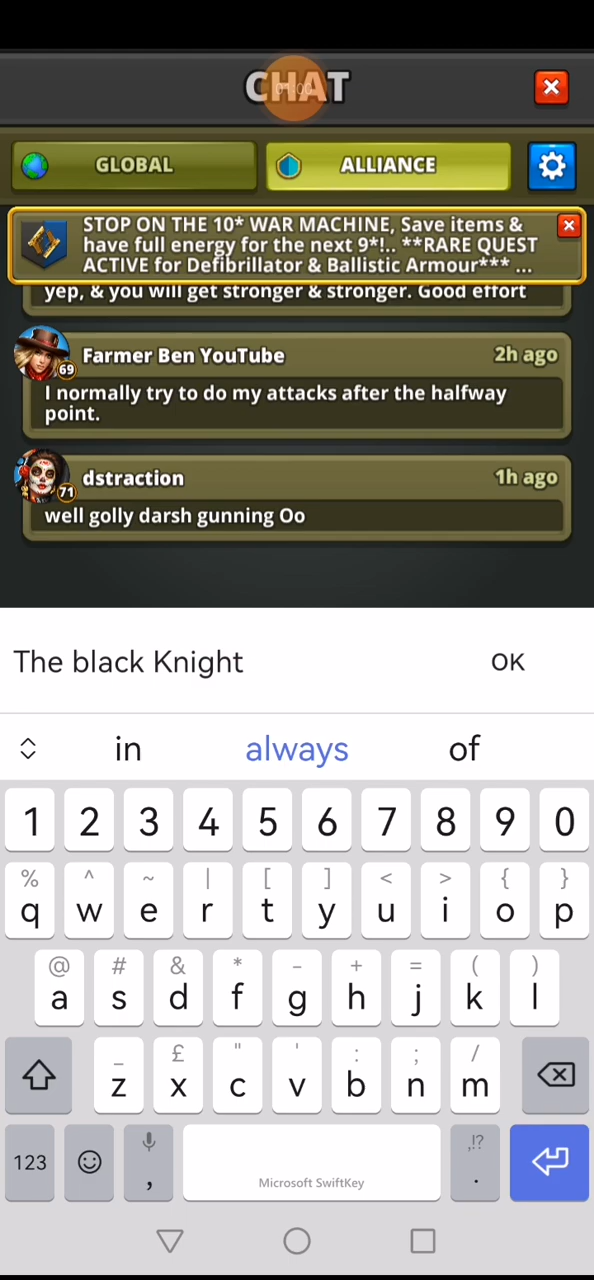 CHAT
GLOBAL
ALLIANCE
STOP ON THE 10* WAR MACHINE, Save items &
have full energy for the next 9*!.. **RARE QUEST
ACTIVE for Defibrillator & Ballistic Armour*** ...
yep, & you will get stronger & stronger. Good effort
Farmer Ben YouTube
2h ago
69
I normally try to do my attacks after the halfway
point.
dstraction
1h ago
71
well golly darsh gunning Oo
The black Knight
OK
in always of
1 2 3 4 5 6 7 8 9 0
% ^ ~ | [ ] < > { }
q w e r t y u i o p
@ # & * - + = ( )
a s d f g h j k l
_ £ " ' : ; /
z x c v b n m
,!?
123 , Microsoft SwiftKey .